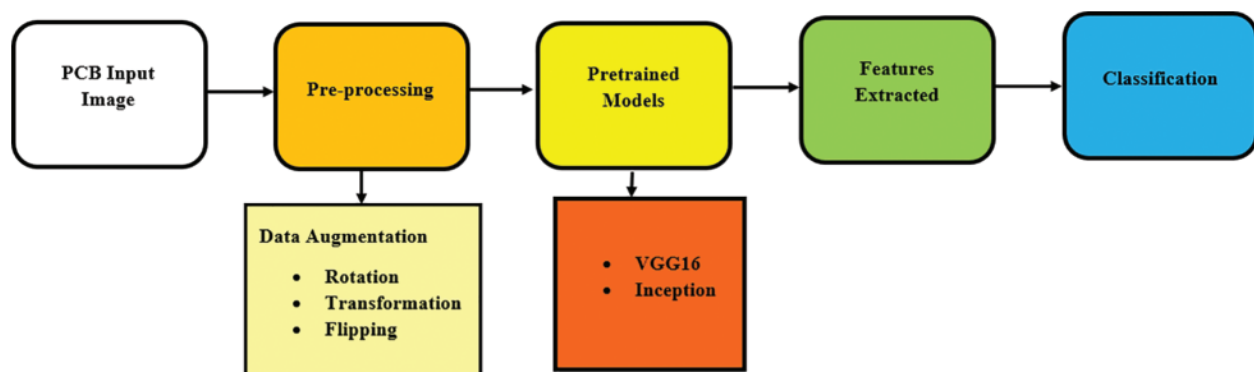 PCB Input
Image
Pre-processing
Pretrained
Models
Features
Extracted
Classification
Data Augmentation
• Rotation
• Transformation
• Flipping
• VGG16
• Inception